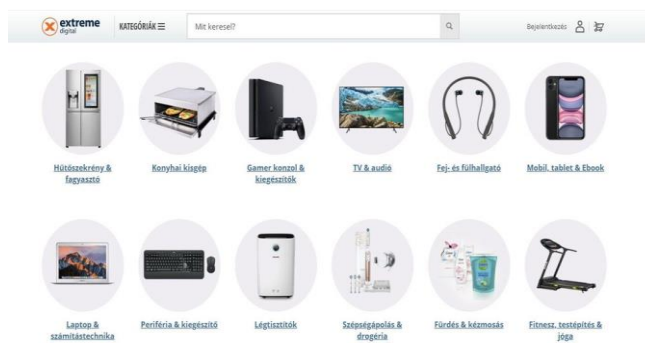 extreme
digital
KATEGÓRIÁK
Mit keresel?
Bejelentkezés
Hűtőszekrény &
fagyasztó
Konyhai kisgép
Gamer konzol &
kiegészítők
TV & audió
Fej- és fülhallgató
Mobil, tablet & Ebook
Laptop &
számítástechnika
Periféria & kiegészítő
Légtisztítók
Szépségápolás &
drogéria
Fürdés & kézmosás
Fitnesz, testépítés &
jóga